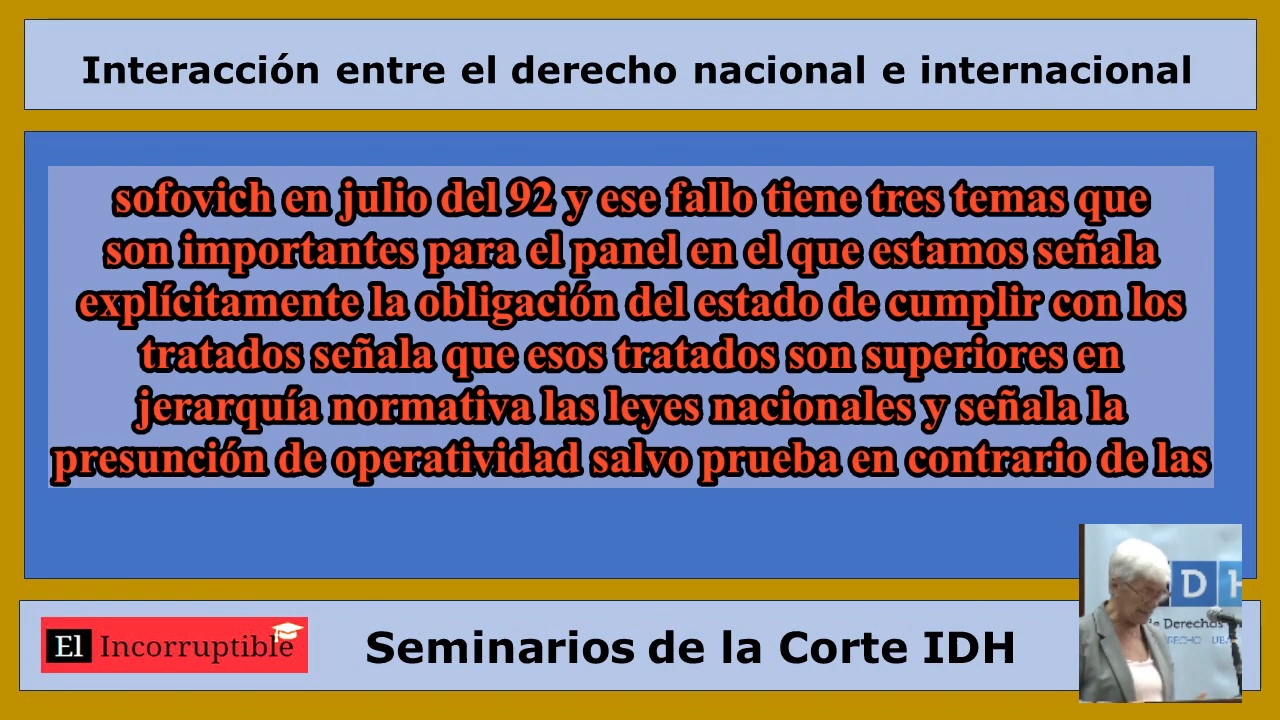 Interacción entre el derecho nacional e internacional
sofovich en julio del 92 y ese fallo tiene tres temas que
son importantes para el panel en el que estamos señala
explícitamente la obligación del estado de cumplir con los
tratados señala que esos tratados son superiores en
jerarquía normativa las leyes nacionales y señala la
presunción de operatividad salvo prueba en contrario de las
El Incorruptible
Seminarios de la Corte IDH
D
de Derechos